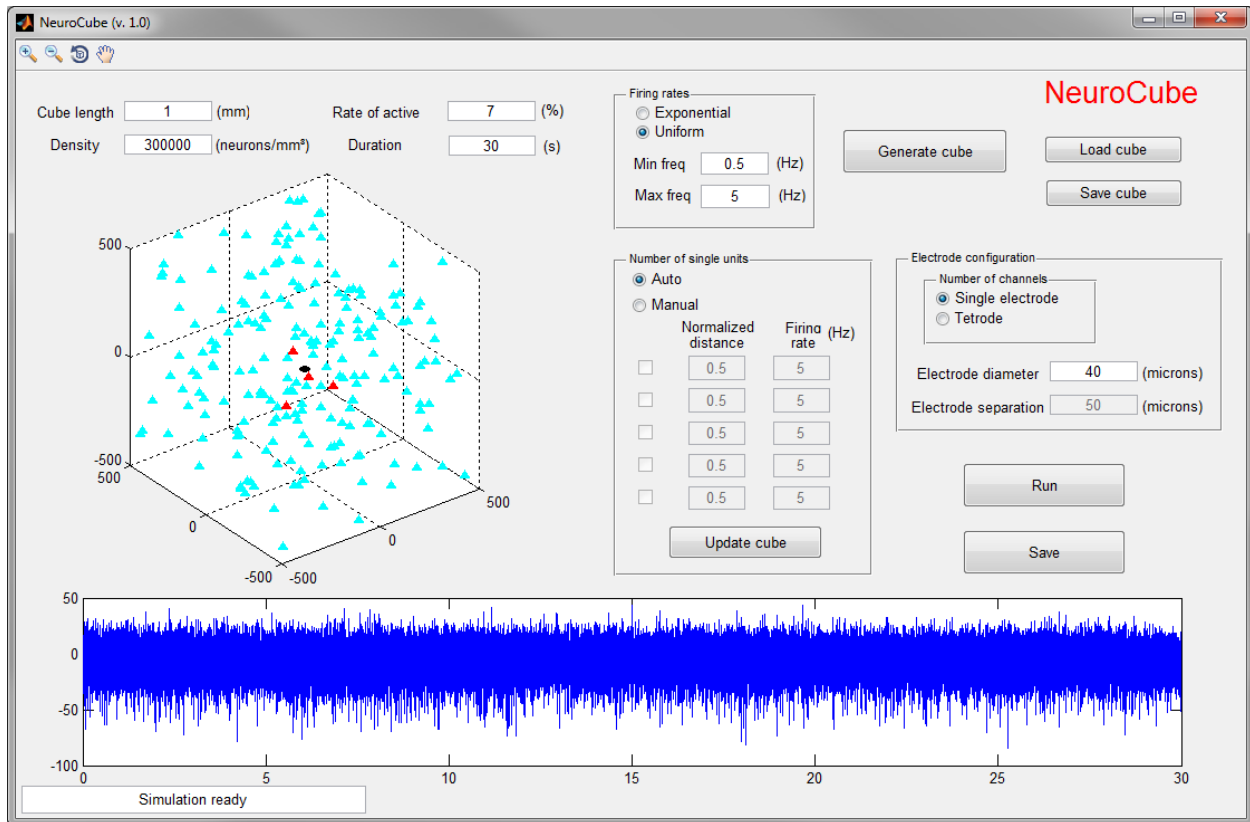 NeuroCube (v. 1.0)
NeuroCube
Cube length 1 (mm)
Rate of active 7 (%)
Density 300000 (neurons/mm³)
Duration 30 (s)
Firing rates
Exponential
Uniform
Min freq 0.5 (Hz)
Max freq 5 (Hz)
Generate cube
Load cube
Save cube
500
0
-500
500
0
-500
-500
0
500
Number of single units
Auto
Manual
Normalized distance
Firing rate (Hz)
0.5 5
0.5 5
0.5 5
0.5 5
0.5 5
Update cube
Electrode configuration
Number of channels
Single electrode
Tetrode
Electrode diameter 40 (microns)
Electrode separation 50 (microns)
Run
Save
50
0
-50
-100
0 5 10 15 20 25 30
Simulation ready